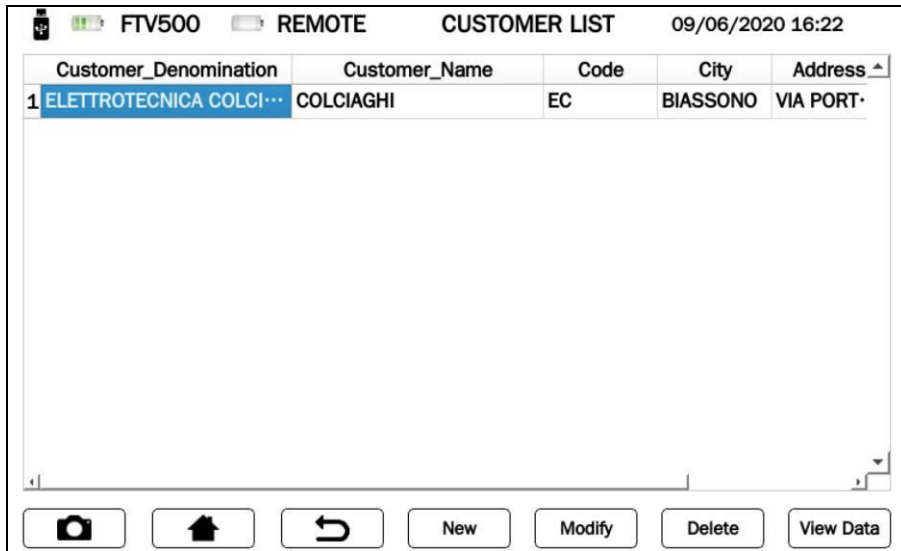 FTV500 REMOTE CUSTOMER LIST 09/06/2020 16:22
Customer_Denomination Customer_Name Code City Address
1 ELETTROTECNICA COLCI··· COLCIAGHI EC BIASSONO VIA PORT·
New Modify Delete View Data